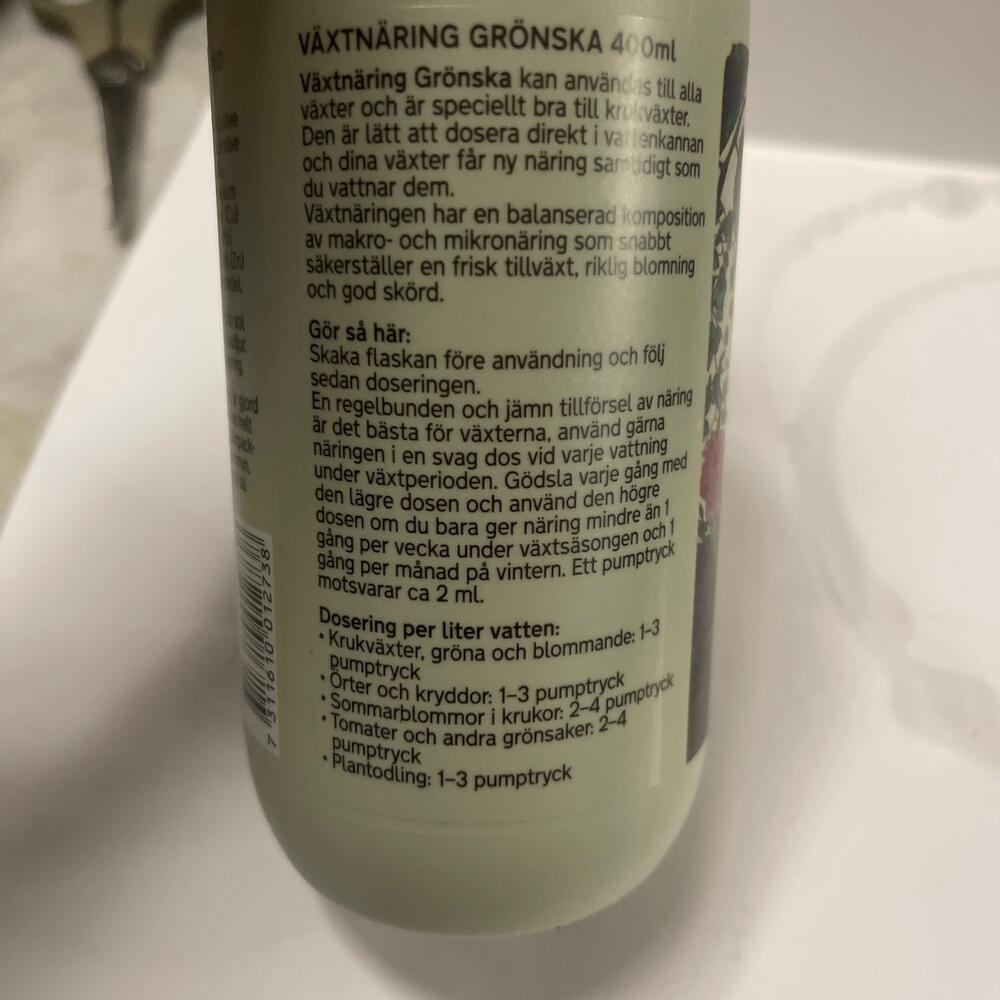 VÄXTNÄRING GRÖNSKA 400ml
Växtnäring Grönska kan användas till alla
växter och är speciellt bra till krukväxter.
Den är lätt att dosera direkt i vattenkannan
och dina växter får ny näring samtidigt som
du vattnar dem.
Växtnäringen har en balanserad komposition
av makro- och mikronäring som snabbt
säkerställer en frisk tillväxt, riklig blomning
och god skörd.
Gör så här:
Skaka flaskan före användning och följ
sedan doseringen.
En regelbunden och jämn tillförsel av näring
är det bästa för växterna, använd gärna
näringen i en svag dos vid varje vattning
under växtperioden. Gödsla varje gång med
den lägre dosen och använd den högre
dosen om du bara ger näring mindre än 1
gång per vecka under växtsäsongen och 1
gång per månad på vintern. Ett pumptryck
motsvarar ca 2 ml.
Dosering per liter vatten:
• Krukväxter, gröna och blommande: 1-3
pumptryck
• Örter och kryddor: 1-3 pumptryck
• Sommarblommor i krukor: 2-4 pumptryck
• Tomater och andra grönsaker: 2-4
pumptryck
• Plantodling: 1-3 pumptryck
7 311610 012738